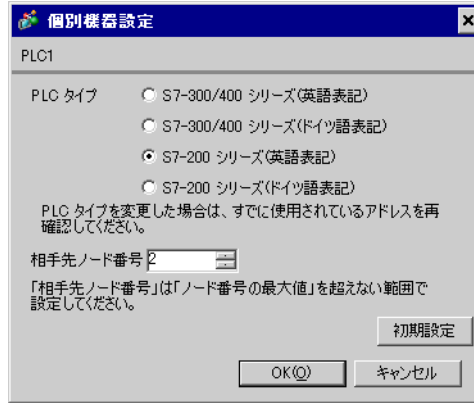 個別機器設定
PLC1
PLC タイプ
S7-300/400 シリーズ(英語表記)
S7-300/400 シリーズ(ドイツ語表記)
S7-200 シリーズ(英語表記)
S7-200 シリーズ(ドイツ語表記)
PLC タイプを変更した場合は、すでに使用されているアドレスを再
確認してください。
相手先ノード番号 2
「相手先ノード番号」は「ノード番号の最大値」を超えない範囲で
設定してください。
初期設定
OK(O) キャンセル